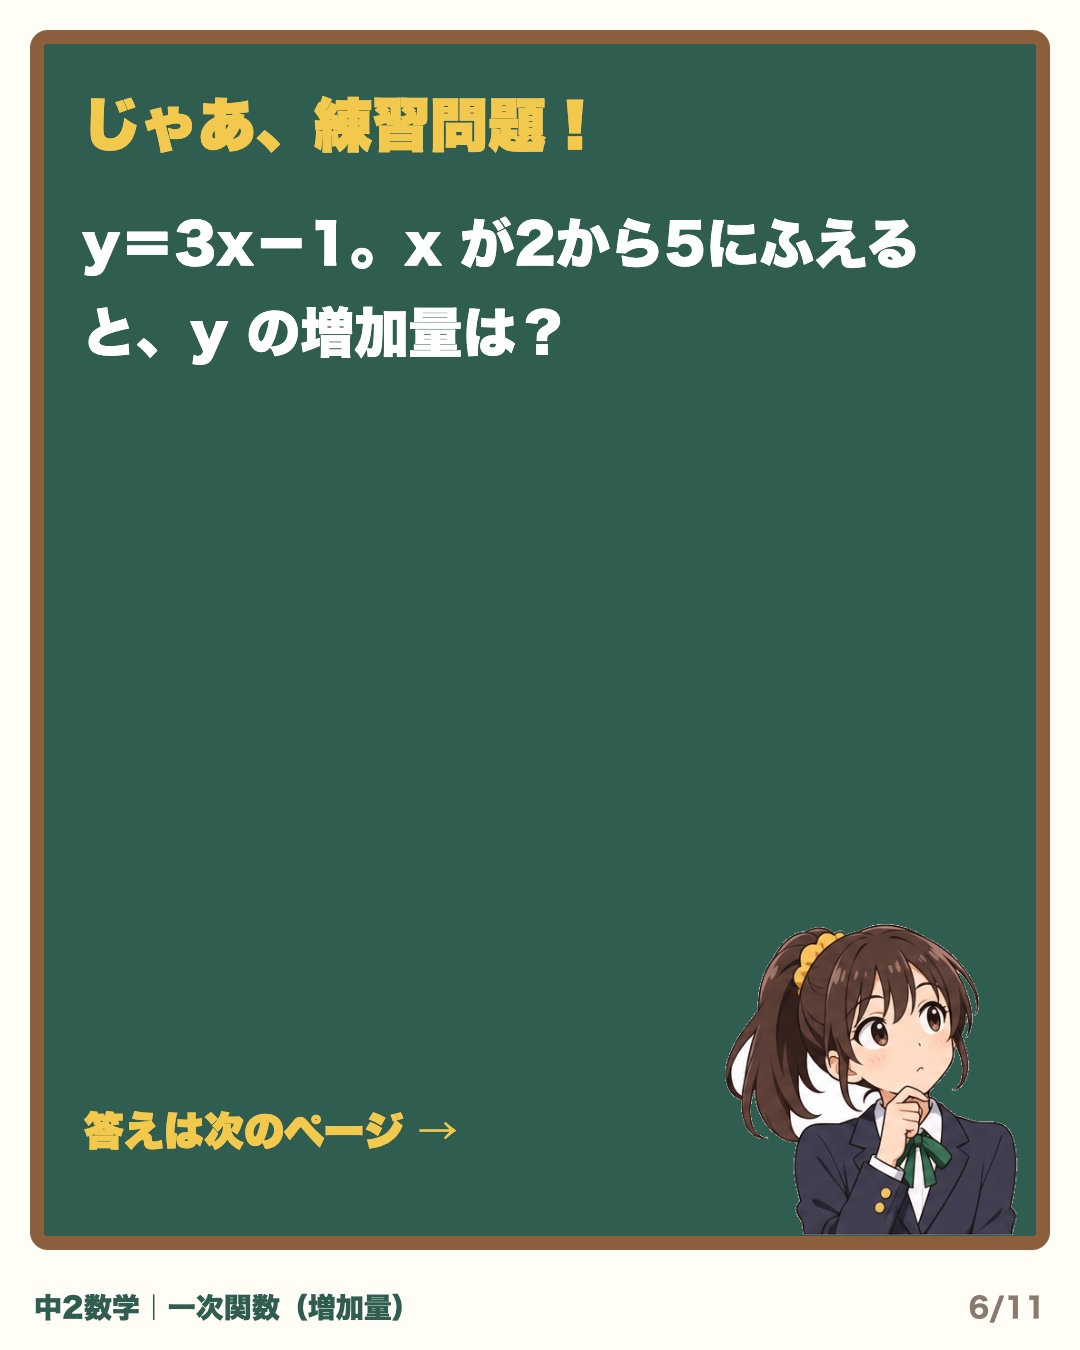 じゃあ、練習問題！
y＝3x－1。x が2から5にふえる
と、y の増加量は？
答えは次のページ →
中2数学｜一次関数（増加量）
6/11